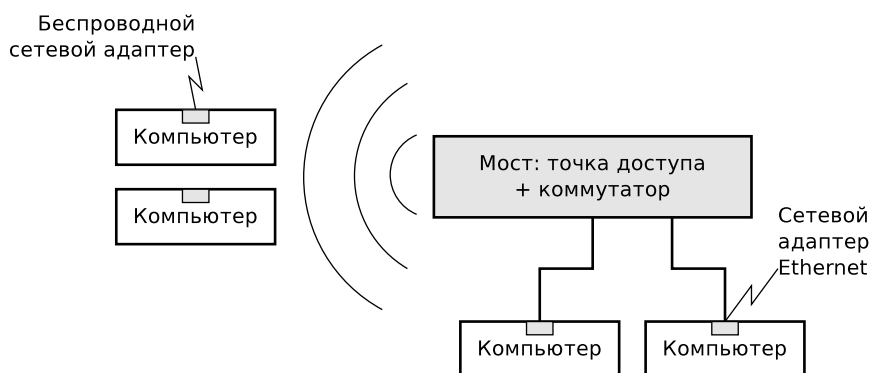 Беспроводной
сетевой адаптер
Компьютер
Компьютер
Мост: точка доступа
+ коммутатор
Сетевой
адаптер
Ethernet
Компьютер
Компьютер